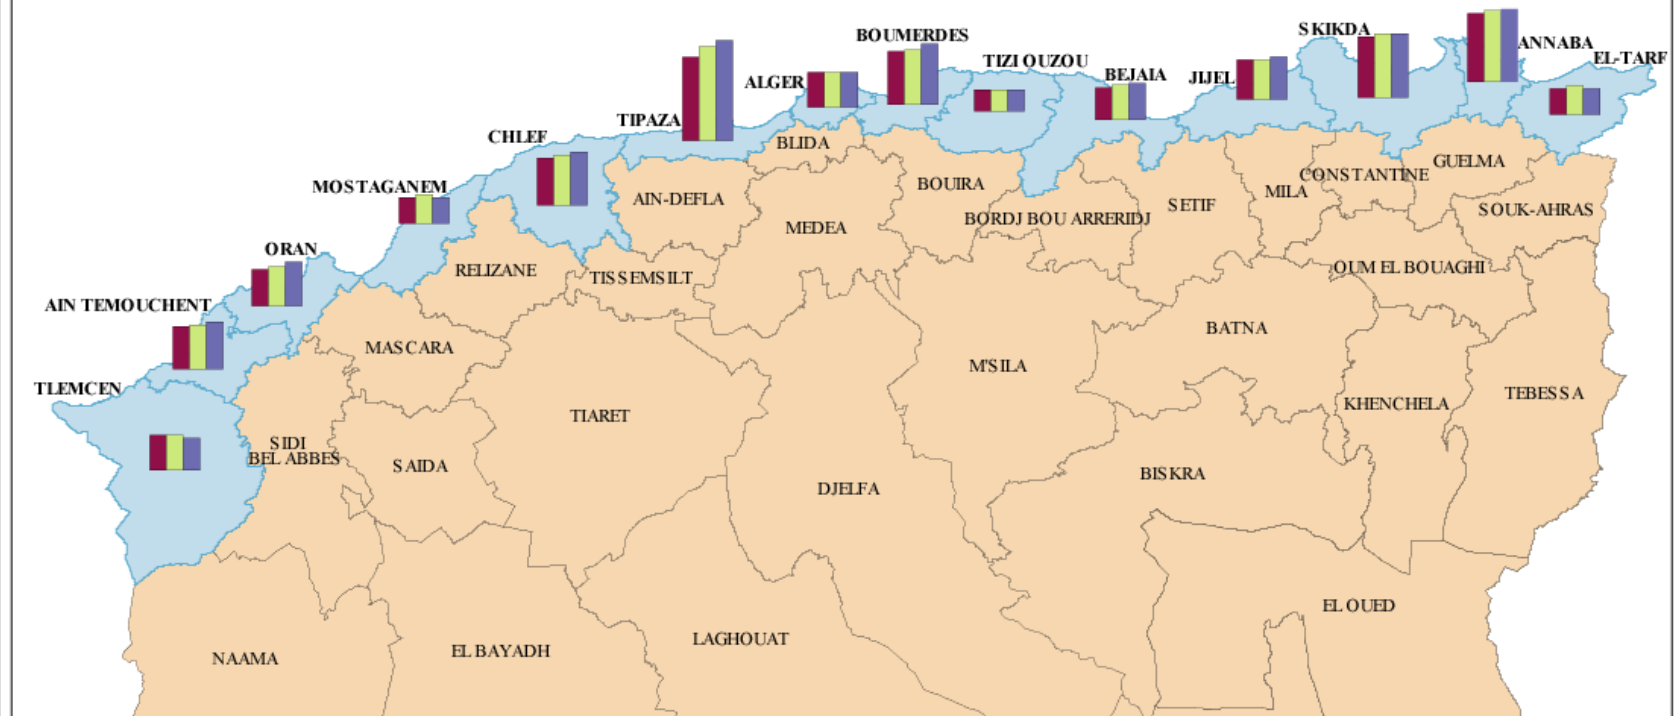 SKIKDA
BOUMERDES
ANNABA
EL-TARF
TIZI OUZOU
BEJAIA
JIJEL
ALGER
TIPAZA
CHLEF
BLIDA
GUELMA
CONSTANTINE
MILA
BOUIRA
MOSTAGANEM
AIN-DEFLA
SETIF
SOUK-AHRAS
BORDJ BOU ARRERIDJ
MEDEA
ORAN
RELIZANE
TISSEMSILT
OUM EL BOUAGHI
AIN TEMOUCHENT
BATNA
MASCARA
M'SILA
TLEMCEN
TEBESSA
KHENCHELA
TIARET
SIDI
BEL ABBES
SAIDA
BISKRA
DJELFA
EL OUED
LAGHOUAT
EL BAYADH
NAAMA